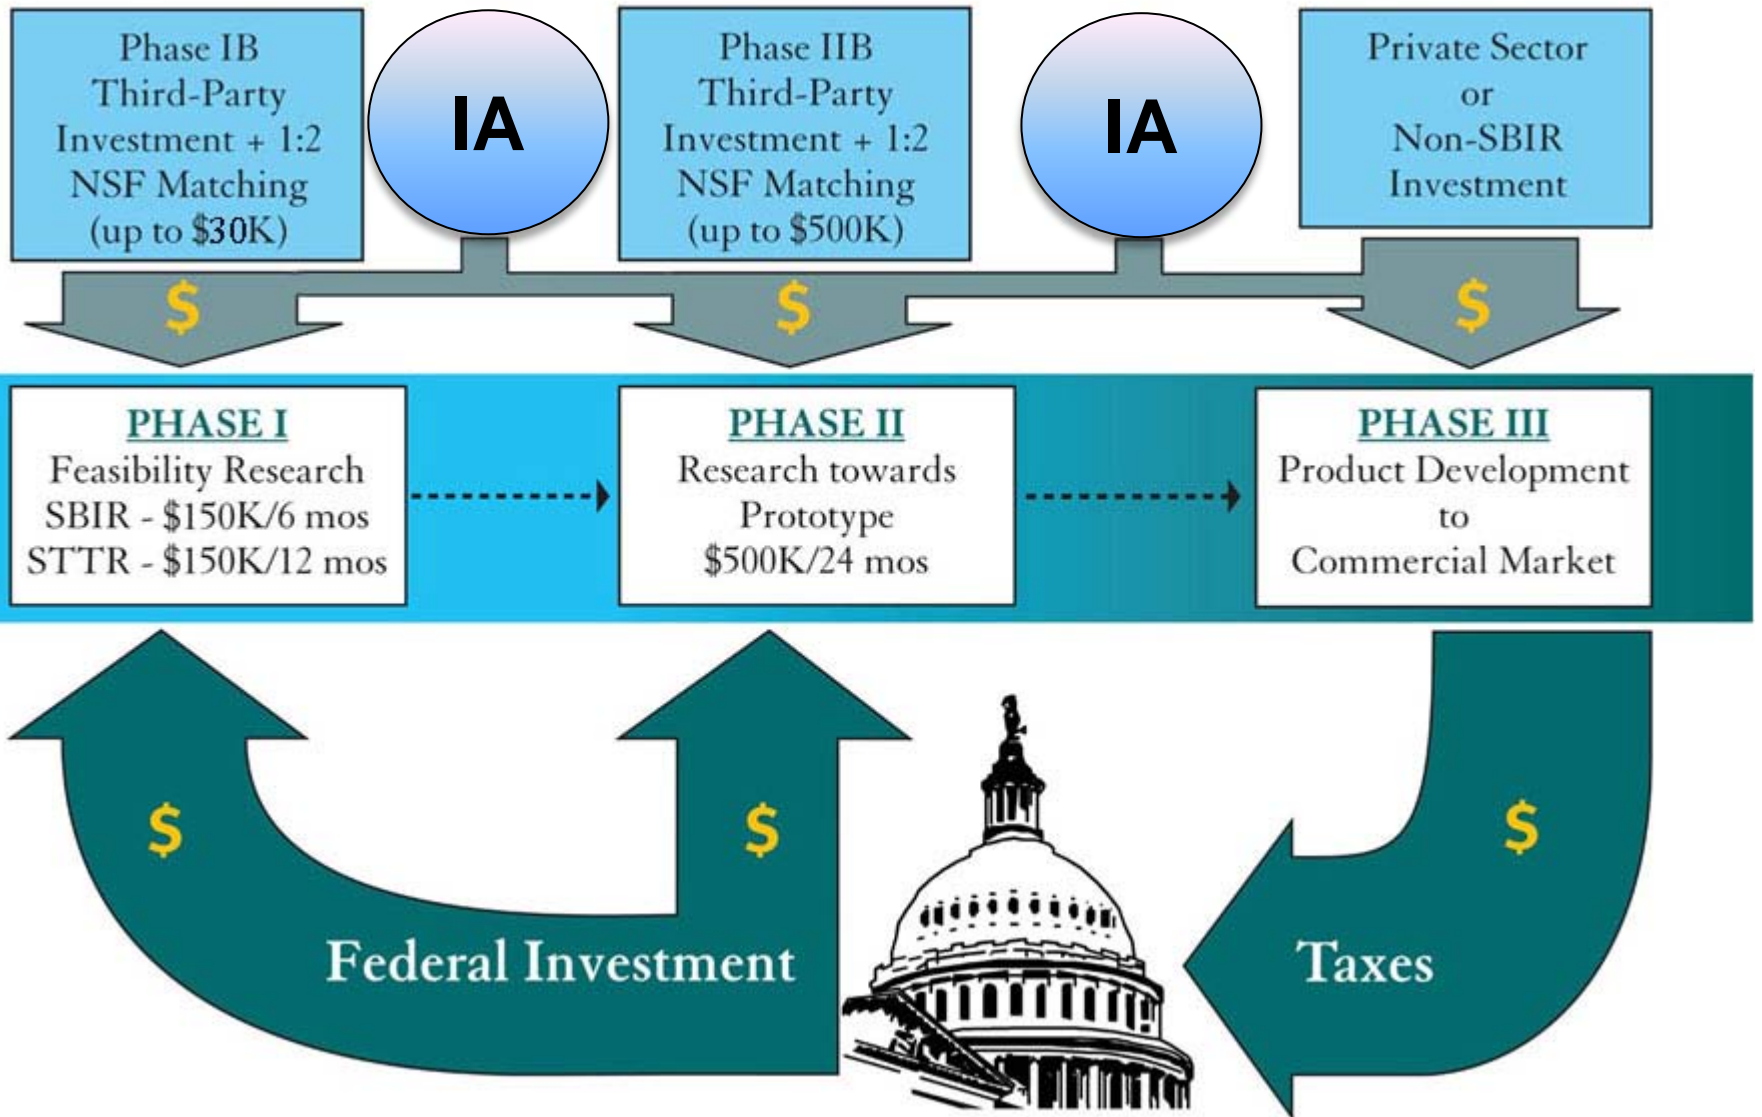 Phase IB
Third-Party
Investment + 1:2
NSF Matching
(up to $30K)
IA
Phase IIB
Third-Party
Investment + 1:2
NSF Matching
(up to $500K)
IA
Private Sector
or
Non-SBIR
Investment
$
$
$
PHASE I
Feasibility Research
SBIR - $150K/6 mos
STTR - $150K/12 mos
PHASE II
Research towards
Prototype
$500K/24 mos
PHASE III
Product Development
to
Commercial Market
$
$
$
Federal Investment
Taxes